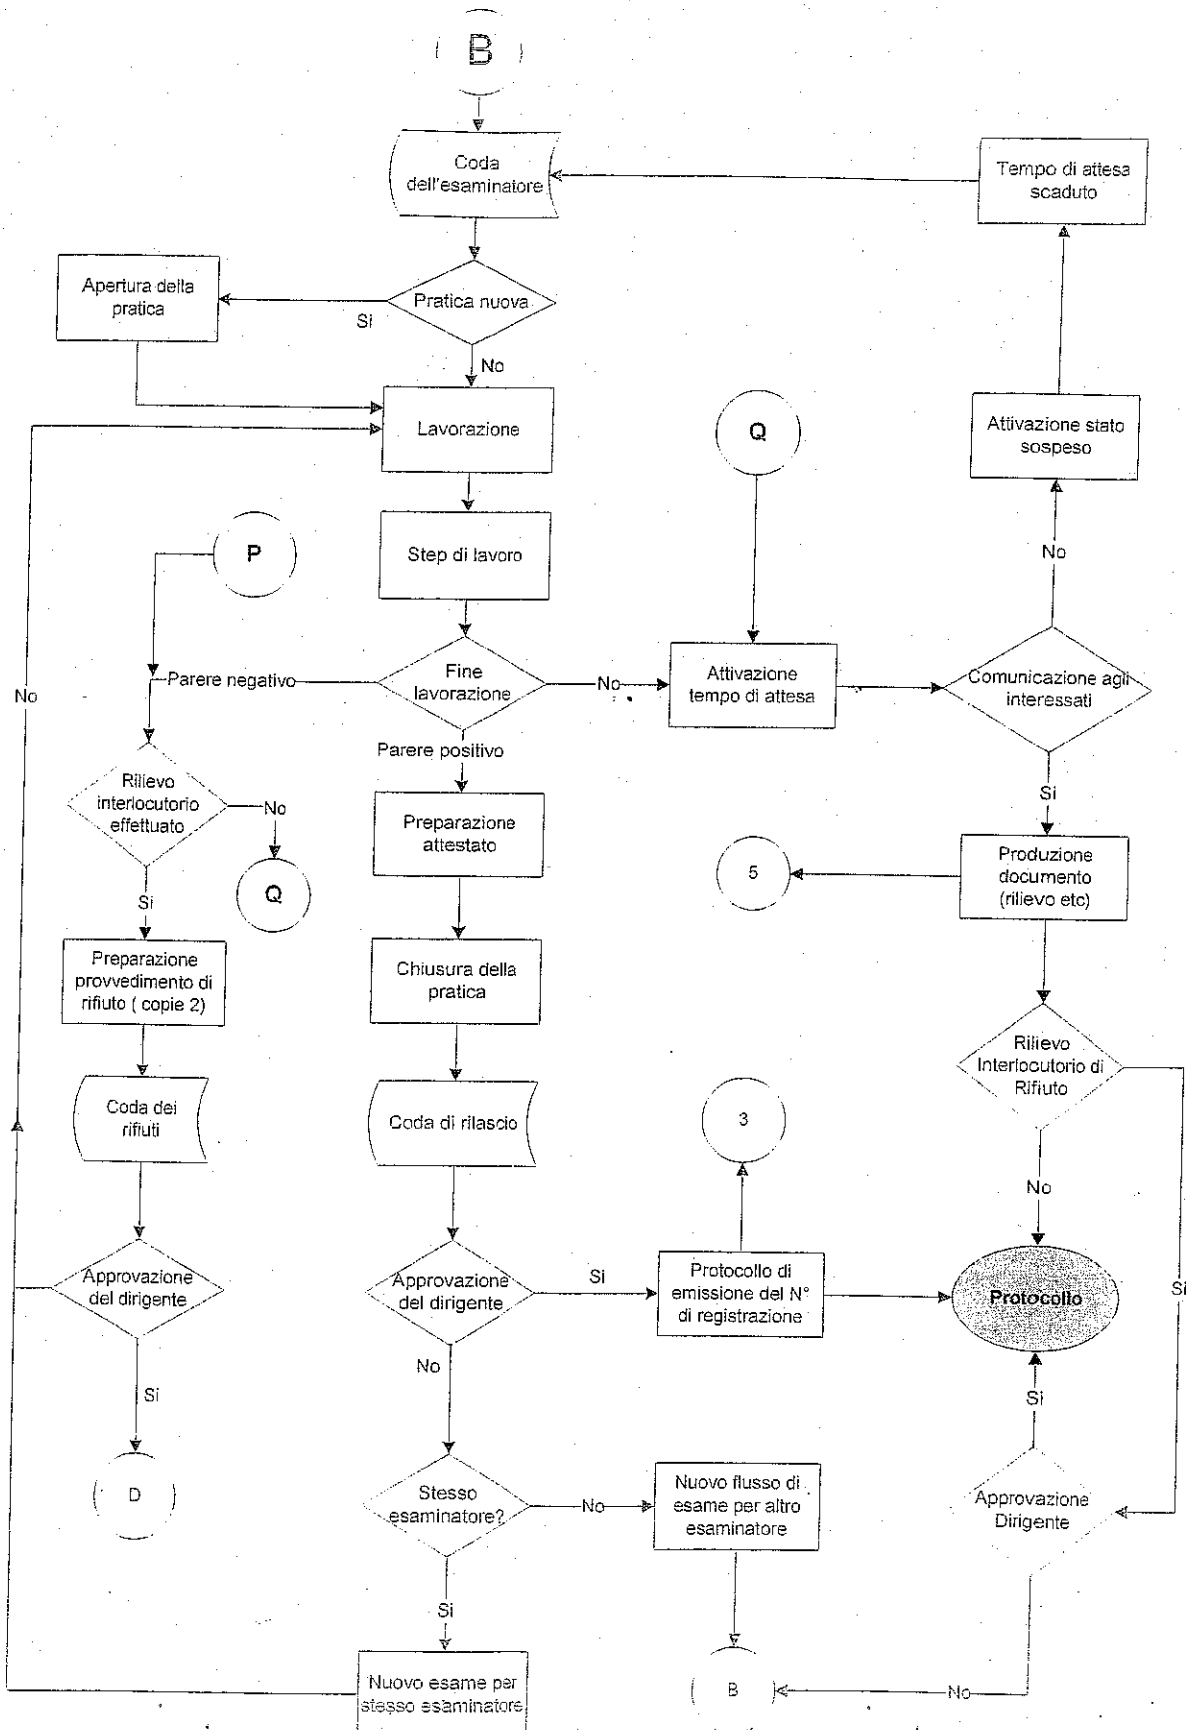 B
Coda
dell'esaminatore
Tempo di attesa
scaduto
Apertura della
pratica
Si
Pratica nuova
No
Lavorazione
Q
Attivazione stato
sospeso
P
Step di lavoro
No
No
Parere negativo
Fine
lavorazione
No
Attivazione
tempo di attesa
Comunicazione agli
interessati
Parere positivo
Rilievo
interlocutorio
effettuato
No
Q
Si
Preparazione
attestato
Si
5
Produzione
documento
(rilievo etc)
Preparazione
provvedimento di
rifiuto ( copie 2)
Chiusura della
pratica
Rilievo
Interlocutorio di
Rifiuto
Coda dei
rifiuti
Coda di rilascio
3
No
Si
Approvazione
del dirigente
Approvazione
del dirigente
Si
Protocollo di
emissione del N°
di registrazione
Protocollo
Si
No
Si
D
Stesso
esaminatore?
No
Nuovo flusso di
esame per altro
esaminatore
Approvazione
Dirigente
Si
Nuovo esame per
stesso esaminatore
B
No